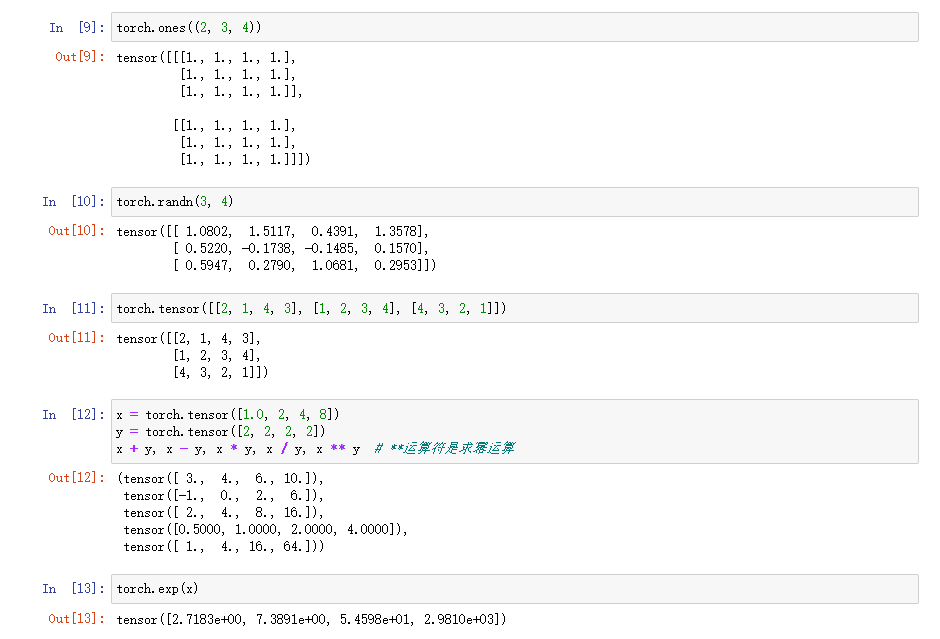 In [9]: torch.ones((2, 3, 4))
Out[9]: tensor([[[1., 1., 1., 1.],
[1., 1., 1., 1.],
[1., 1., 1., 1.]],
[[1., 1., 1., 1.],
[1., 1., 1., 1.],
[1., 1., 1., 1.]]])
In [10]: torch.randn(3, 4)
Out[10]: tensor([[ 1.0802, 1.5117, 0.4391, 1.3578],
[ 0.5220, -0.1738, -0.1485, 0.1570],
[ 0.5947, 0.2790, 1.0681, 0.2953]])
In [11]: torch.tensor([[2, 1, 4, 3], [1, 2, 3, 4], [4, 3, 2, 1]])
Out[11]: tensor([[2, 1, 4, 3],
[1, 2, 3, 4],
[4, 3, 2, 1]])
In [12]: x = torch.tensor([1.0, 2, 4, 8])
y = torch.tensor([2, 2, 2, 2])
x + y, x - y, x * y, x / y, x ** y # **运算符是求幂运算
Out[12]: (tensor([ 3., 4., 6., 10.]),
tensor([-1., 0., 2., 6.]),
tensor([ 2., 4., 8., 16.]),
tensor([0.5000, 1.0000, 2.0000, 4.0000]),
tensor([ 1., 4., 16., 64.]))
In [13]: torch.exp(x)
Out[13]: tensor([2.7183e+00, 7.3891e+00, 5.4598e+01, 2.9810e+03])